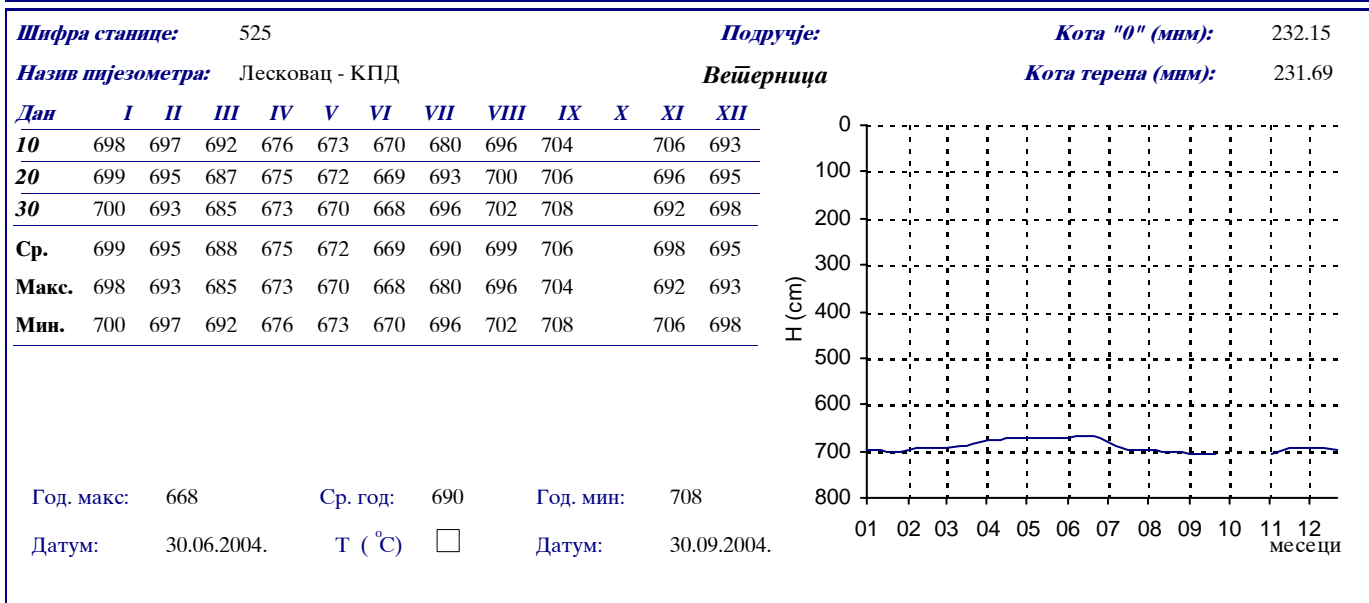 Шифра станице: 525 Подручје: Кота "0" (мнм): 232.15
Назив пијезометра: Лесковац - КПД Ветерница Кота терена (мнм): 231.69
Дан I II III IV V VI VII VIII IX X XI XII
10 698 697 692 676 673 670 680 696 704 706 693
20 699 695 687 675 672 669 693 700 706 696 695
30 700 693 685 673 670 668 696 702 708 692 698
Ср. 699 695 688 675 672 669 690 699 706 698 695
Макс. 698 693 685 673 670 668 680 696 704 692 693
Мин. 700 697 692 676 673 670 696 702 708 706 698
Год. макс: 668 Ср. год: 690 Год. мин: 708
Датум: 30.06.2004. Т (°C) Датум: 30.09.2004.
H (cm)
0
100
200
300
400
500
600
700
800
01 02 03 04 05 06 07 08 09 10 11 12
месеци